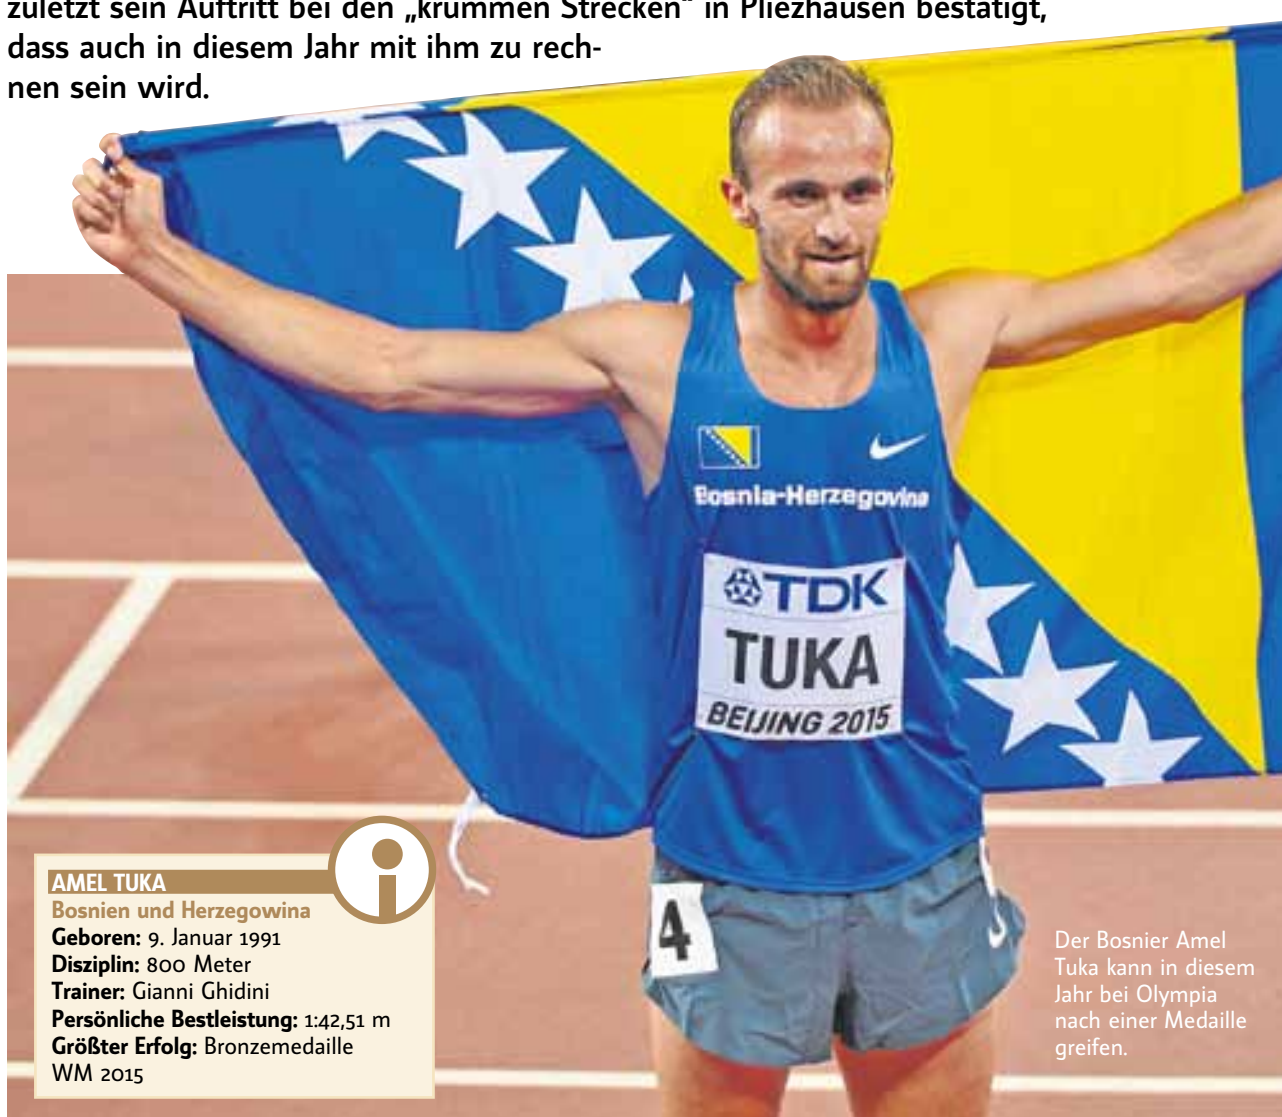 zuletzt sein Auftritt bei den „krummen Strecken“ in Pliezhausen bestätigt,
dass auch in diesem Jahr mit ihm zu rech-
nen sein wird.
Bosnia-Herzegovina
TDK
TUKA
BEIJING 2015
4
AMEL TUKA
Bosnien und Herzegowina
Geboren: 9. Januar 1991
Disziplin: 800 Meter
Trainer: Gianni Ghidini
Persönliche Bestleistung: 1:42,51 m
Größter Erfolg: Bronzemedaille
WM 2015
Der Bosnier Amel
Tuka kann in diesem
Jahr bei Olympia
nach einer Medaille
greifen.